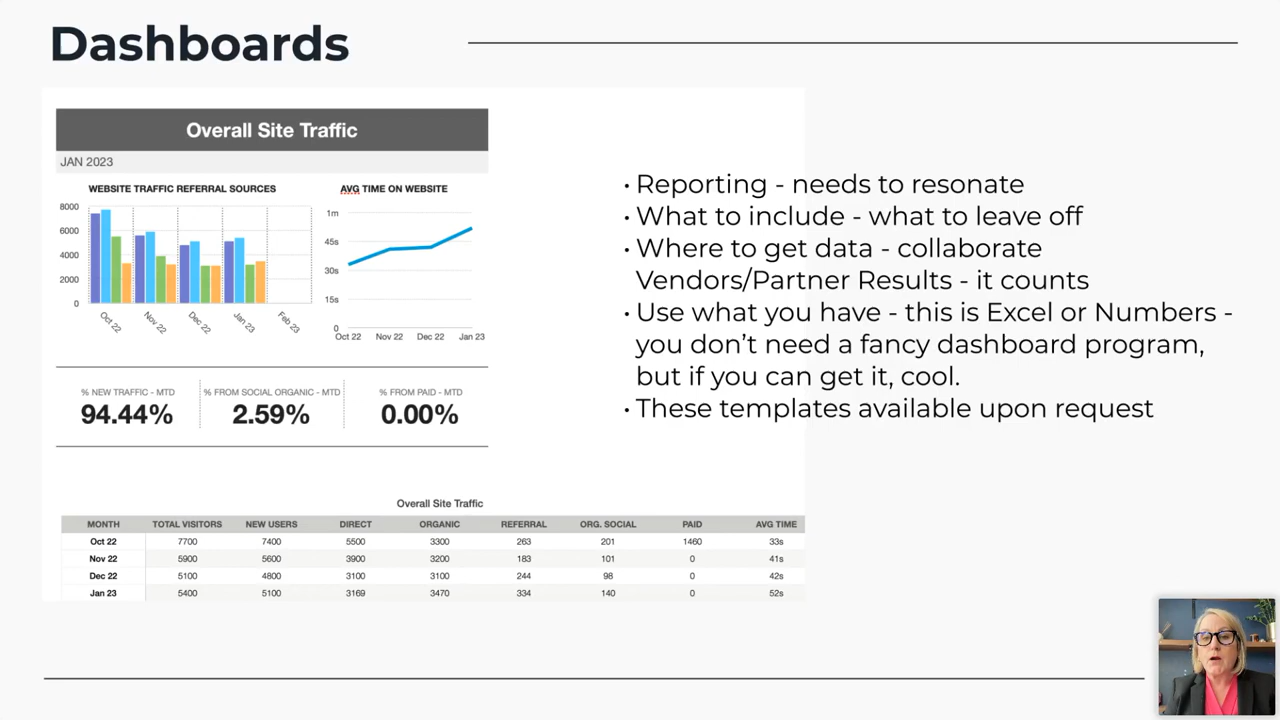 Dashboards
Overall Site Traffic
JAN 2023
WEBSITE TRAFFIC REFERRAL SOURCES
8000
6000
4000
2000
0
Oct 22
Nov 22
Dec 22
Jan 23
Feb 23
AVG TIME ON WEBSITE
1m
45s
30s
15s
0
Oct 22 Nov 22 Dec 22 Jan 23
% NEW TRAFFIC - MTD
94.44%
% FROM SOCIAL ORGANIC - MTD
2.59%
% FROM PAID - MTD
0.00%
• Reporting - needs to resonate
• What to include - what to leave off
• Where to get data - collaborate
Vendors/Partner Results - it counts
• Use what you have - this is Excel or Numbers -
you don’t need a fancy dashboard program,
but if you can get it, cool.
• These templates available upon request
Overall Site Traffic
MONTH TOTAL VISITORS NEW USERS DIRECT ORGANIC REFERRAL ORG. SOCIAL PAID AVG TIME
Oct 22 7700 7400 5500 3300 263 201 1460 33s
Nov 22 5900 5600 3900 3200 183 101 0 41s
Dec 22 5100 4800 3100 3100 244 98 0 42s
Jan 23 5400 5100 3169 3470 334 140 0 52s